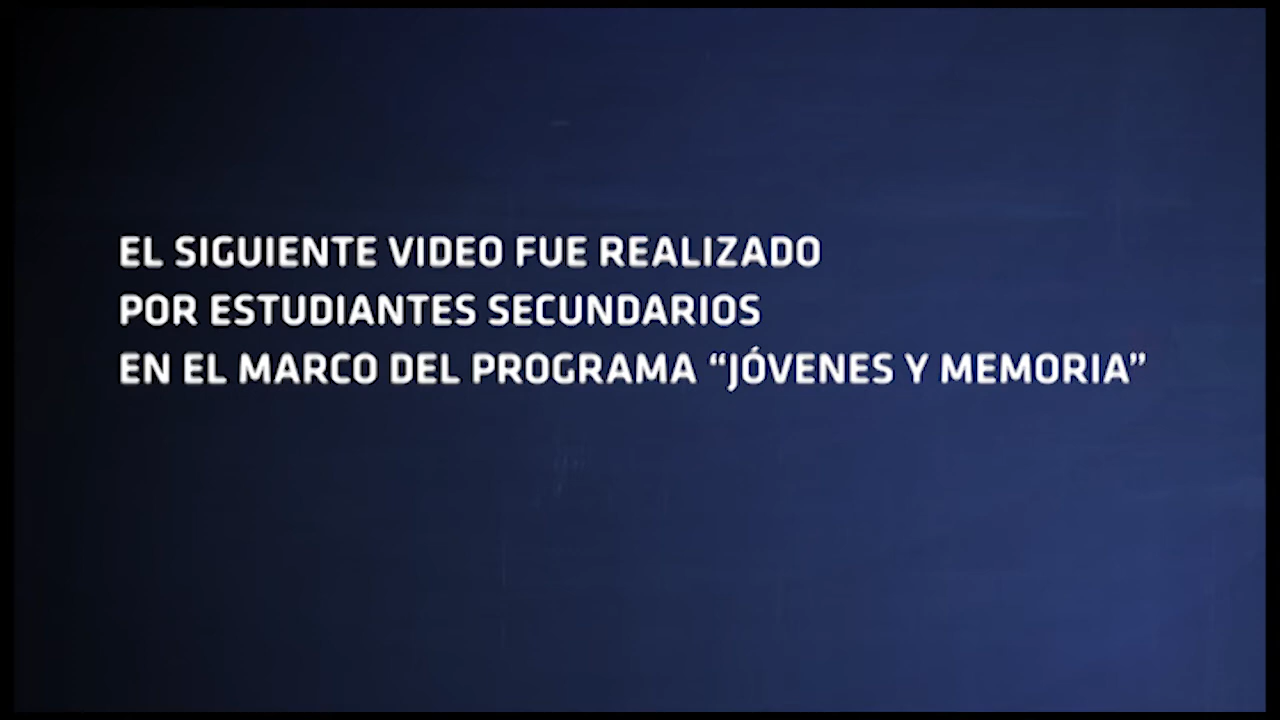 EL SIGUIENTE VIDEO FUE REALIZADO
POR ESTUDIANTES SECUNDARIOS
EN EL MARCO DEL PROGRAMA “JÓVENES Y MEMORIA”